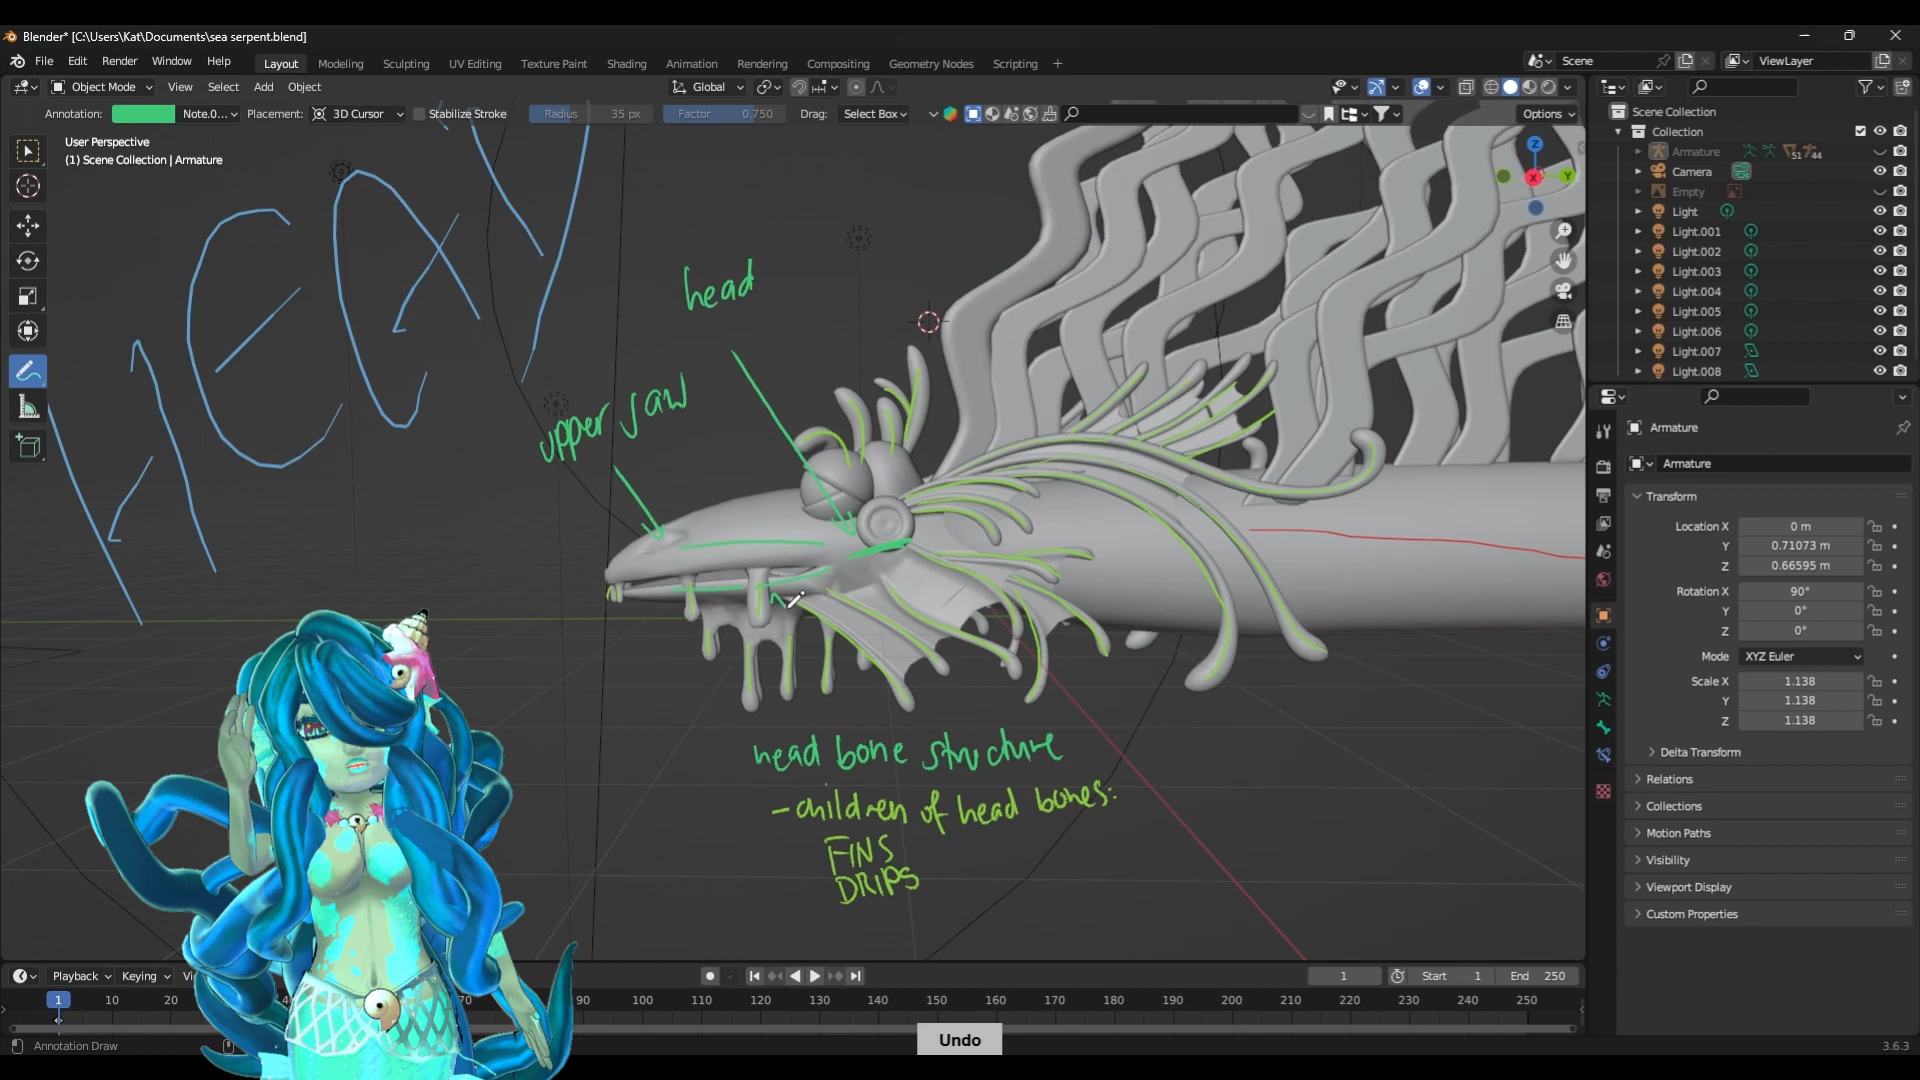 Blender* [C:\Users\Kat\Documents\sea serpent.blend]
File Edit Render Window Help Layout Modeling Sculpting UV Editing Texture Paint Shading Animation Rendering Compositing Geometry Nodes Scripting + Scene ViewLayer
Object Mode View Select Add Object Global
Annotation: Note.0... Placement: 3D Cursor Stabilize Stroke Radius 35 px Factor 0.750 Drag: Select Box Options
User Perspective
(1) Scene Collection | Armature
Z
Y
X
HEAY
head
upper jaw
head bone structure
- children of head bones:
FINS
DRIPS
Scene Collection
Collection
Armature 51 44
Camera
Empty
Light
Light.001
Light.002
Light.003
Light.004
Light.005
Light.006
Light.007
Light.008
Armature
Armature
Transform
Location X 0 m
Y 0.71073 m
Z 0.66595 m
Rotation X 90°
Y 0°
Z 0°
Mode XYZ Euler
Scale X 1.138
Y 1.138
Z 1.138
Delta Transform
Relations
Collections
Motion Paths
Visibility
Viewport Display
Custom Properties
Playback Keying 1 Start 1 End 250
1 10 20 70 90 100 110 120 130 140 150 160 170 180 190 200 210 220 230 240 250
Annotation Draw
Undo
3.6.3